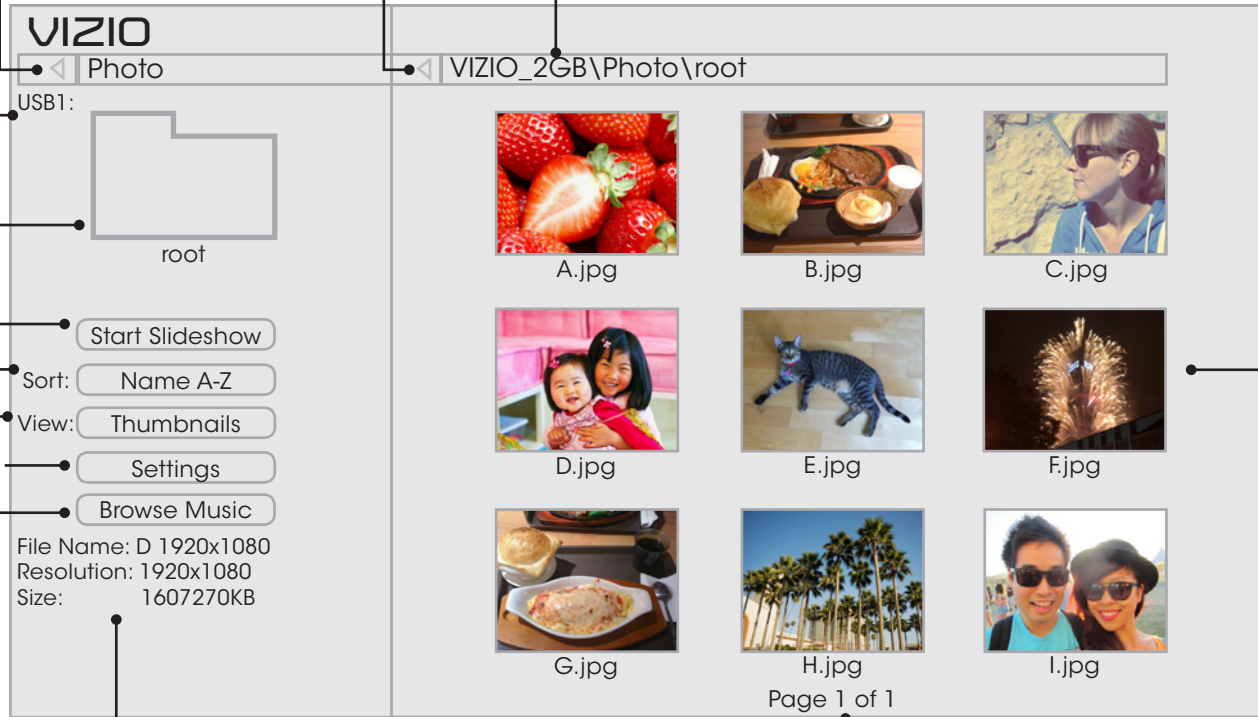 VIZIO
Photo
VIZIO_2GB\Photo\root
USB1:
root
Start Slideshow
Sort: Name A-Z
View: Thumbnails
Settings
Browse Music
File Name: D 1920x1080
Resolution: 1920x1080
Size: 1607270KB
A.jpg
B.jpg
C.jpg
D.jpg
E.jpg
F.jpg
G.jpg
H.jpg
I.jpg
Page 1 of 1